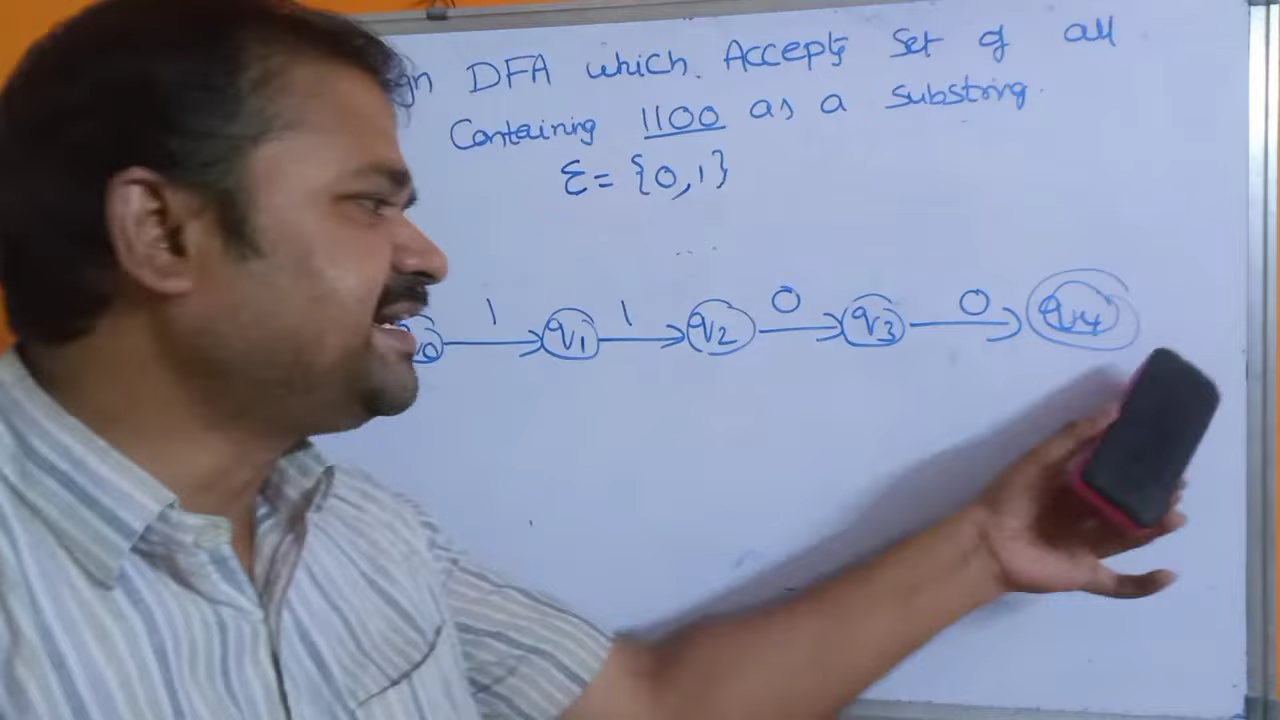 DFA which. Accepts Set of all
Containing 1100 as a substring.
Ɛ= {0,1}
1 1 0 0
q1 q2 q3 q4